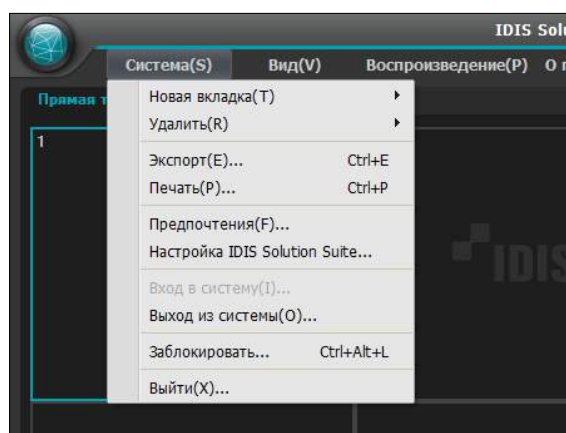 IDIS Solu
Система(S) Вид(V) Воспроизведение(P) О
Прямая
1
Новая вкладка(T)
Удалить(R)
Экспорт(E)... Ctrl+E
Печать(P)... Ctrl+P
Предпочтения(F)...
Настройка IDIS Solution Suite...
Вход в систему(I)...
Выход из системы(O)...
Заблокировать... Ctrl+Alt+L
Выйти(X)...
IDIS